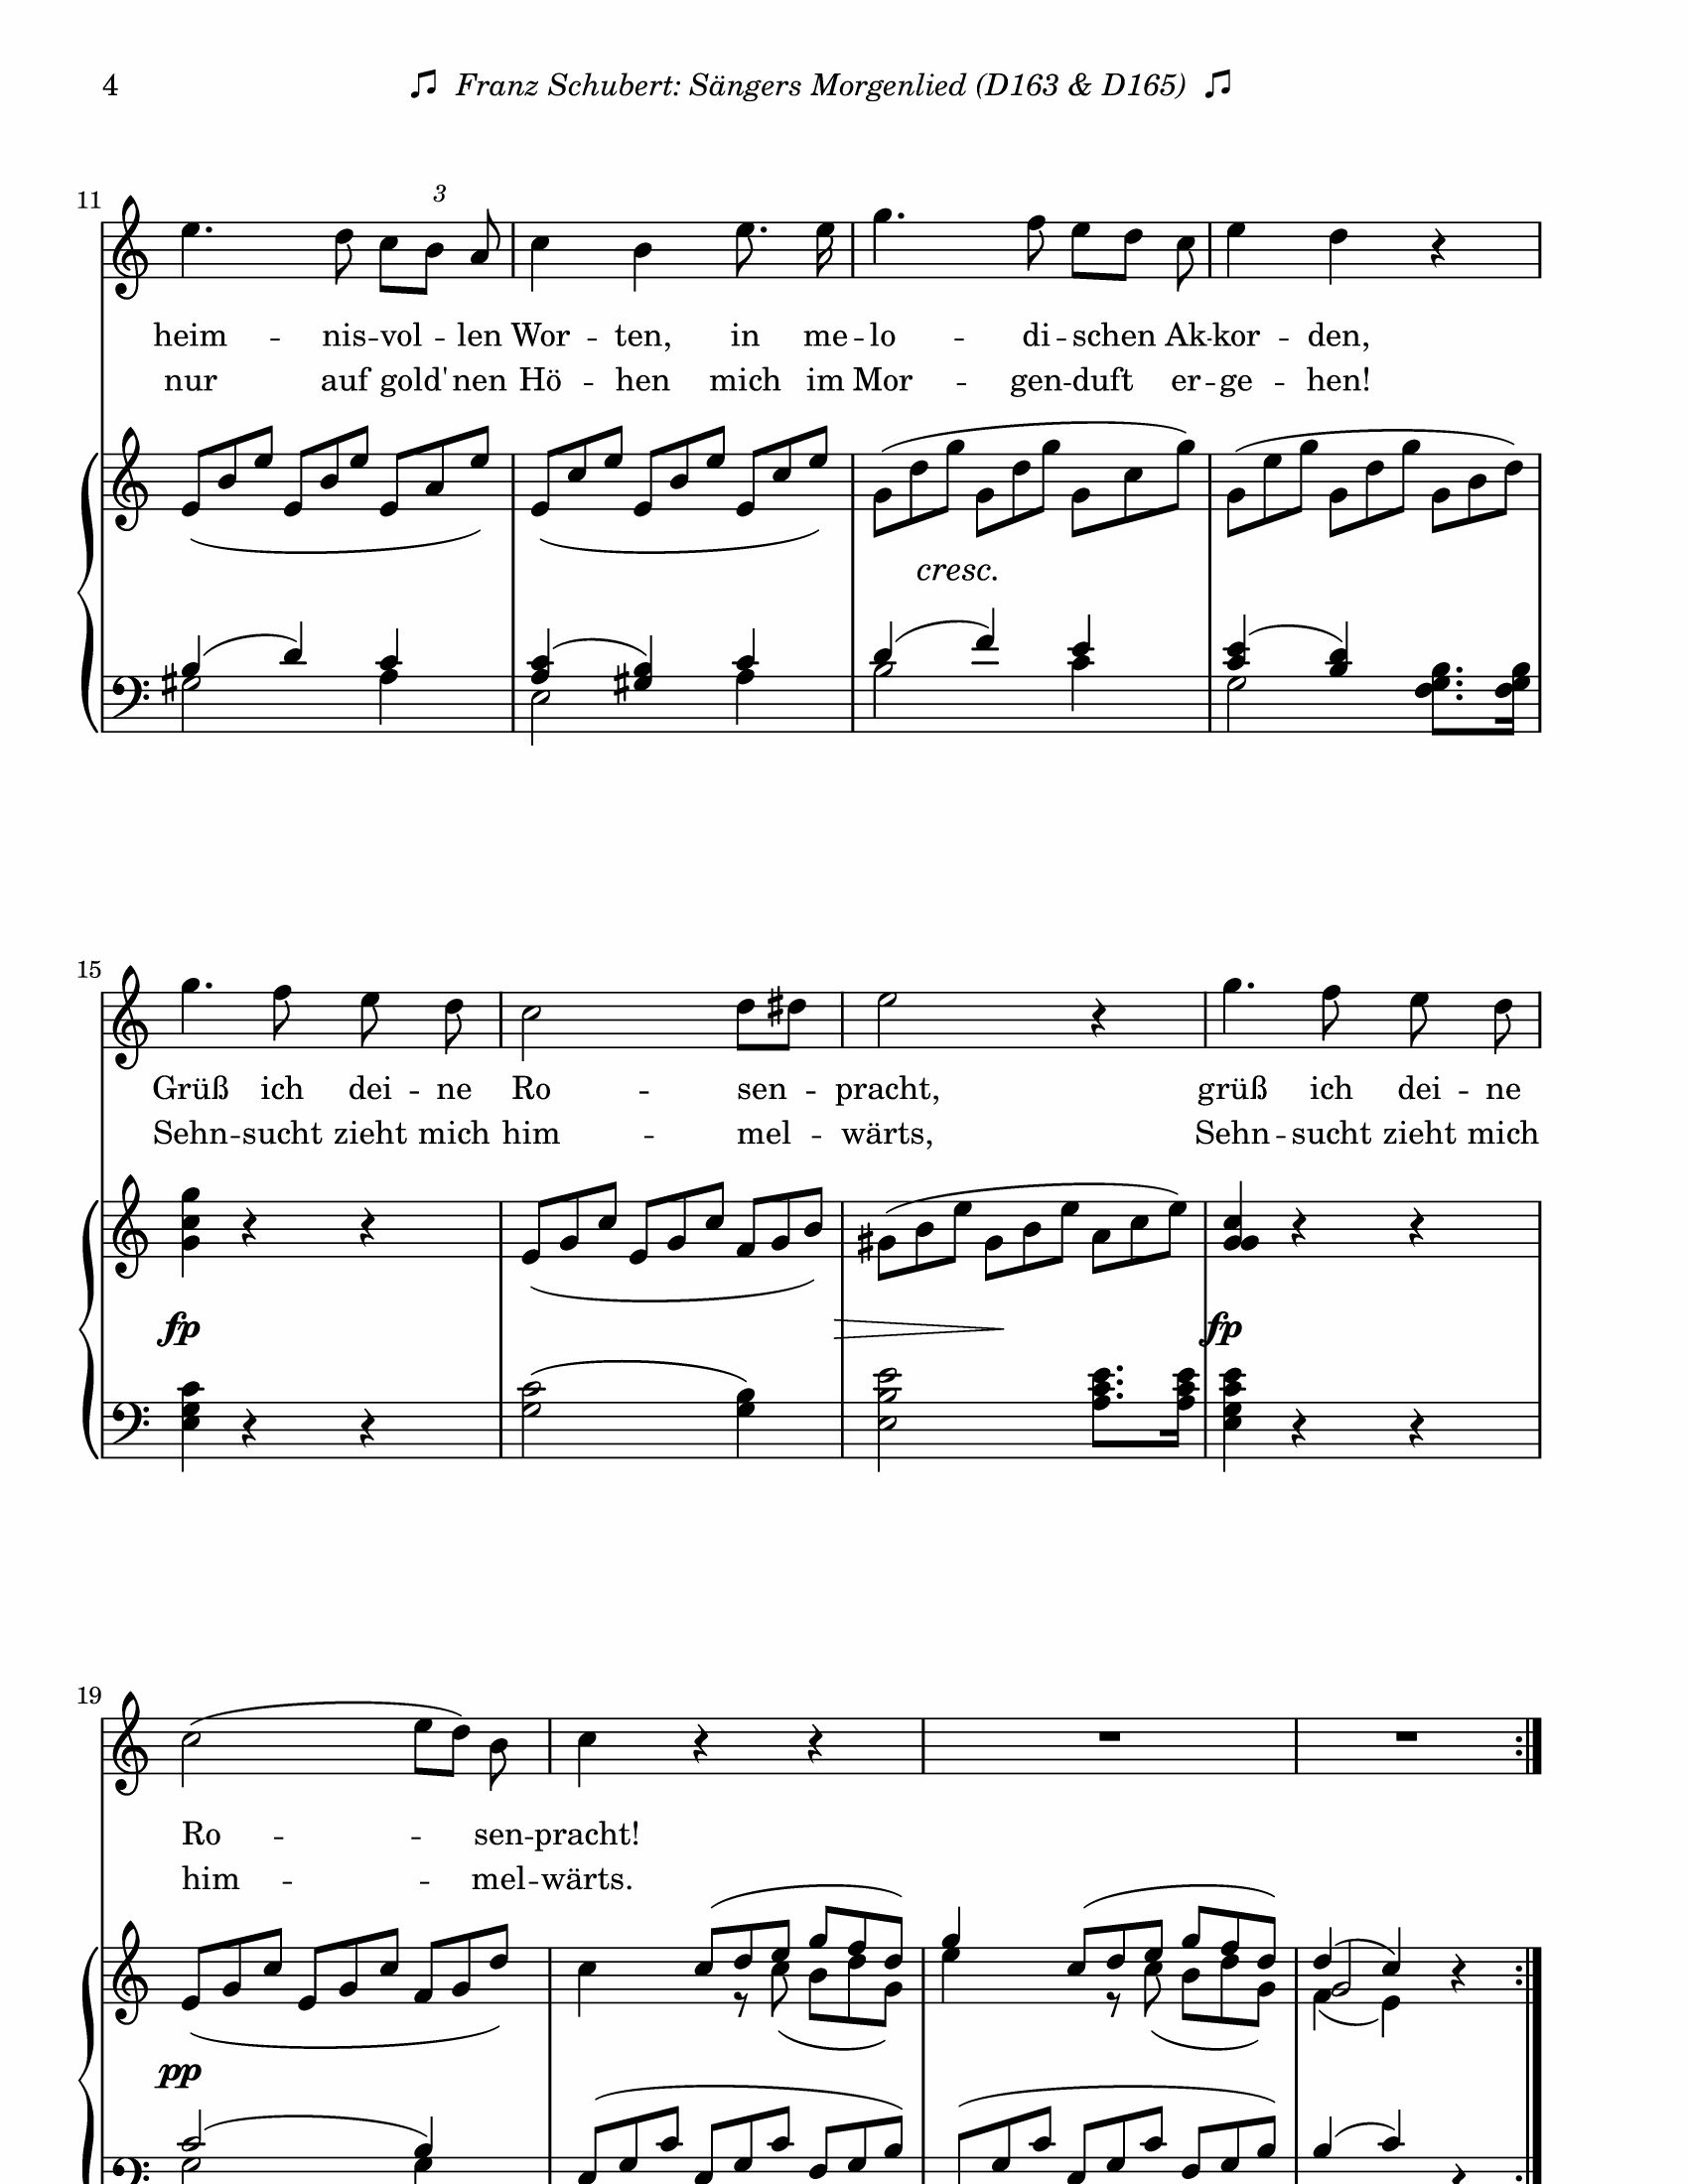 4 Franz Schubert: Sängers Morgenlied (D163 & D165)
11
3
heim - nis - vol - len Wor - ten, in me - lo - di - schen Ak - kor - den,
nur auf gold' - nen Hö - hen mich im Mor - gen - duft er - ge - hen!
cresc.
15
Grüß ich dei - ne Ro - sen - pracht, grüß ich dei - ne
Sehn - sucht zieht mich him - mel - wärts, Sehn - sucht zieht mich
fp fp
19
Ro - sen - pracht!
him - mel - wärts.
pp